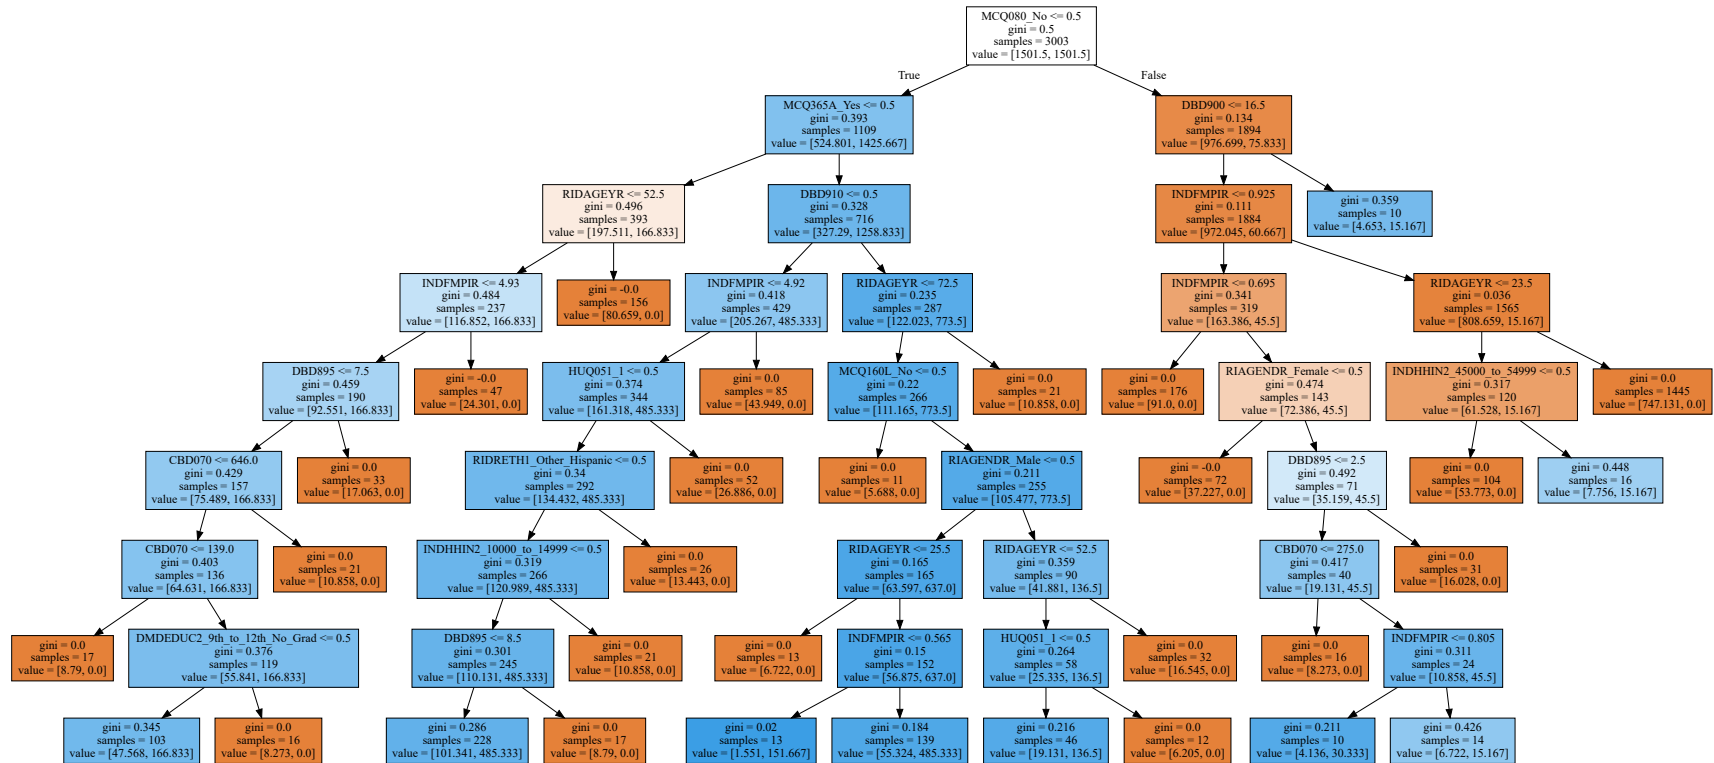 MCQ080_No <= 0.5
gini = 0.5
samples = 3003
value = [1501.5, 1501.5]
True
False
MCQ365A_Yes <= 0.5
gini = 0.393
samples = 1109
value = [524.801, 1425.667]
DBD900 <= 16.5
gini = 0.134
samples = 1894
value = [976.699, 75.833]
RIDAGEYR <= 52.5
gini = 0.496
samples = 393
value = [197.511, 166.833]
DBD910 <= 0.5
gini = 0.328
samples = 716
value = [327.29, 1258.833]
INDFMPIR <= 0.925
gini = 0.111
samples = 1884
value = [972.045, 60.667]
gini = 0.359
samples = 10
value = [4.653, 15.167]
INDFMPIR <= 4.93
gini = 0.484
samples = 237
value = [116.852, 166.833]
gini = -0.0
samples = 156
value = [80.659, 0.0]
INDFMPIR <= 4.92
gini = 0.418
samples = 429
value = [205.267, 485.333]
RIDAGEYR <= 72.5
gini = 0.235
samples = 287
value = [122.023, 773.5]
INDFMPIR <= 0.695
gini = 0.341
samples = 319
value = [163.386, 45.5]
RIDAGEYR <= 23.5
gini = 0.036
samples = 1565
value = [808.659, 15.167]
DBD895 <= 7.5
gini = 0.459
samples = 190
value = [92.551, 166.833]
gini = -0.0
samples = 47
value = [24.301, 0.0]
HUQ051_1 <= 0.5
gini = 0.374
samples = 344
value = [161.318, 485.333]
gini = 0.0
samples = 85
value = [43.949, 0.0]
MCQ160L_No <= 0.5
gini = 0.22
samples = 266
value = [111.165, 773.5]
gini = 0.0
samples = 21
value = [10.858, 0.0]
gini = 0.0
samples = 176
value = [91.0, 0.0]
RIAGENDR_Female <= 0.5
gini = 0.474
samples = 143
value = [72.386, 45.5]
INDHHIN2_45000_to_54999 <= 0.5
gini = 0.317
samples = 120
value = [61.528, 15.167]
gini = 0.0
samples = 1445
value = [747.131, 0.0]
CBD070 <= 646.0
gini = 0.429
samples = 157
value = [75.489, 166.833]
gini = 0.0
samples = 33
value = [17.063, 0.0]
RIDRETH1_Other_Hispanic <= 0.5
gini = 0.34
samples = 292
value = [134.432, 485.333]
gini = 0.0
samples = 52
value = [26.886, 0.0]
gini = 0.0
samples = 11
value = [5.688, 0.0]
RIAGENDR_Male <= 0.5
gini = 0.211
samples = 255
value = [105.477, 773.5]
gini = -0.0
samples = 72
value = [37.227, 0.0]
DBD895 <= 2.5
gini = 0.492
samples = 71
value = [35.159, 45.5]
gini = 0.0
samples = 104
value = [53.773, 0.0]
gini = 0.448
samples = 16
value = [7.756, 15.167]
CBD070 <= 139.0
gini = 0.403
samples = 136
value = [64.631, 166.833]
gini = 0.0
samples = 21
value = [10.858, 0.0]
INDHHIN2_10000_to_14999 <= 0.5
gini = 0.319
samples = 266
value = [120.989, 485.333]
gini = 0.0
samples = 26
value = [13.443, 0.0]
RIDAGEYR <= 25.5
gini = 0.165
samples = 165
value = [63.597, 637.0]
RIDAGEYR <= 52.5
gini = 0.359
samples = 90
value = [41.881, 136.5]
CBD070 <= 275.0
gini = 0.417
samples = 40
value = [19.131, 45.5]
gini = 0.0
samples = 31
value = [16.028, 0.0]
gini = 0.0
samples = 17
value = [8.79, 0.0]
DMDEDUC2_9th_to_12th_No_Grad <= 0.5
gini = 0.376
samples = 119
value = [55.841, 166.833]
DBD895 <= 8.5
gini = 0.301
samples = 245
value = [110.131, 485.333]
gini = 0.0
samples = 21
value = [10.858, 0.0]
gini = 0.0
samples = 13
value = [6.722, 0.0]
INDFMPIR <= 0.565
gini = 0.15
samples = 152
value = [56.875, 637.0]
HUQ051_1 <= 0.5
gini = 0.264
samples = 58
value = [25.335, 136.5]
gini = 0.0
samples = 32
value = [16.545, 0.0]
gini = 0.0
samples = 16
value = [8.273, 0.0]
INDFMPIR <= 0.805
gini = 0.311
samples = 24
value = [10.858, 45.5]
gini = 0.345
samples = 103
value = [47.568, 166.833]
gini = 0.0
samples = 16
value = [8.273, 0.0]
gini = 0.286
samples = 228
value = [101.341, 485.333]
gini = 0.0
samples = 17
value = [8.79, 0.0]
gini = 0.02
samples = 13
value = [1.551, 151.667]
gini = 0.184
samples = 139
value = [55.324, 485.333]
gini = 0.216
samples = 46
value = [19.131, 136.5]
gini = 0.0
samples = 12
value = [6.205, 0.0]
gini = 0.211
samples = 10
value = [4.136, 30.333]
gini = 0.426
samples = 14
value = [6.722, 15.167]